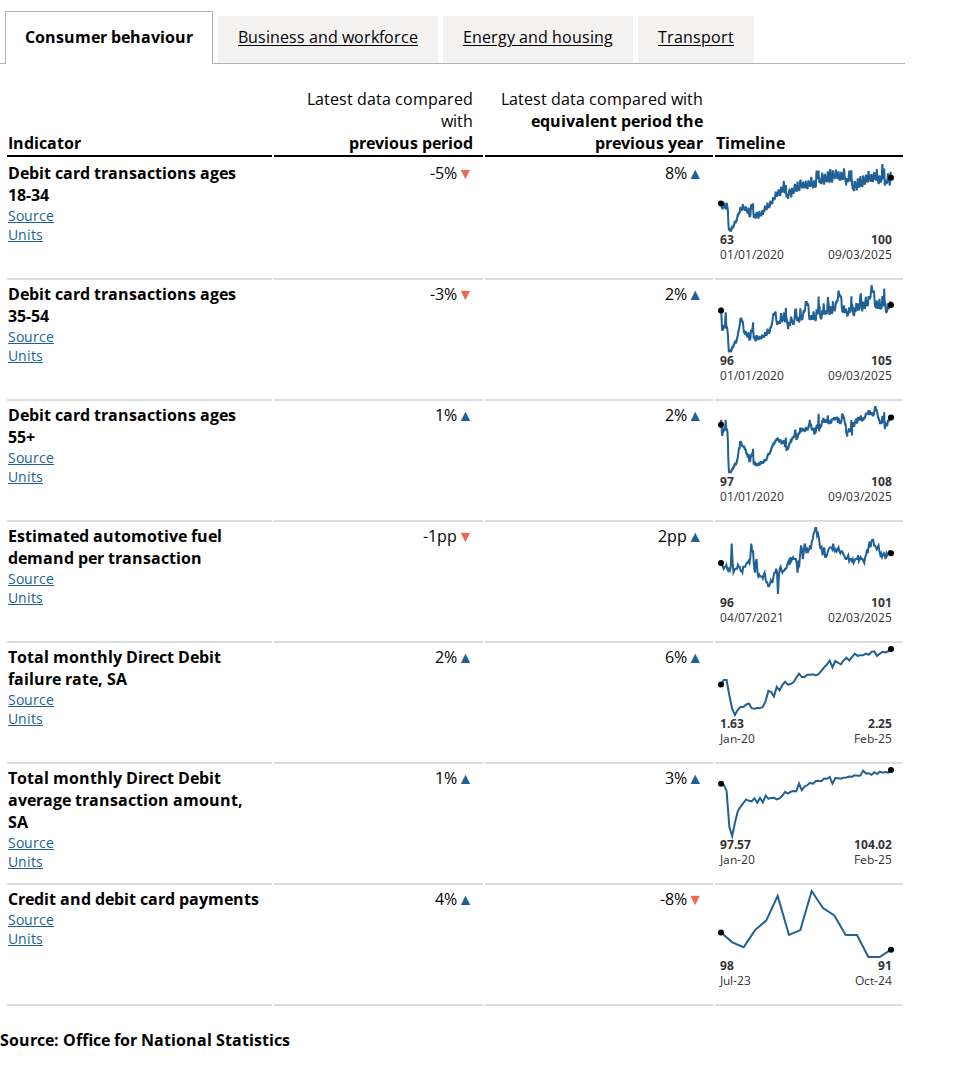 Consumer behaviour
Business and workforce
Energy and housing
Transport
Indicator
Latest data compared
with
previous period
Latest data compared with
equivalent period the
previous year
Timeline
Debit card transactions ages
18-34
Source
Units
-5% ▼
8% ▲
63
100
01/01/2020
09/03/2025
Debit card transactions ages
35-54
Source
Units
-3% ▼
2% ▲
96
105
01/01/2020
09/03/2025
Debit card transactions ages
55+
Source
Units
1% ▲
2% ▲
97
108
01/01/2020
09/03/2025
Estimated automotive fuel
demand per transaction
Source
Units
-1pp ▼
2pp ▲
96
101
04/07/2021
02/03/2025
Total monthly Direct Debit
failure rate, SA
Source
Units
2% ▲
6% ▲
1.63
2.25
Jan-20
Feb-25
Total monthly Direct Debit
average transaction amount,
SA
Source
Units
1% ▲
3% ▲
97.57
104.02
Jan-20
Feb-25
Credit and debit card payments
Source
Units
4% ▲
-8% ▼
98
91
Jul-23
Oct-24
Source: Office for National Statistics